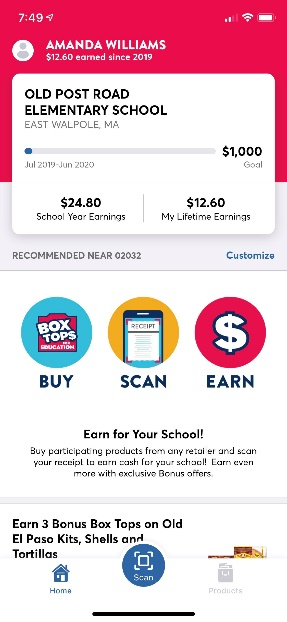 7:49
AMANDA WILLIAMS
$12.60 earned since 2019
OLD POST ROAD
ELEMENTARY SCHOOL
EAST WALPOLE, MA
$1,000
Jul 2019-Jun 2020
Goal
$24.80
School Year Earnings
$12.60
My Lifetime Earnings
RECOMMENDED NEAR 02032
Customize
BOX
TOPS
FOR
EDUCATION
RECEIPT
$
BUY
SCAN
EARN
Earn for Your School!
Buy participating products from any retailer and scan
your receipt to earn cash for your school! Earn even
more with exclusive Bonus offers.
Earn 3 Bonus Box Tops on Old
El Paso Kits, Shells and
Tortillas
Home
Scan
Products